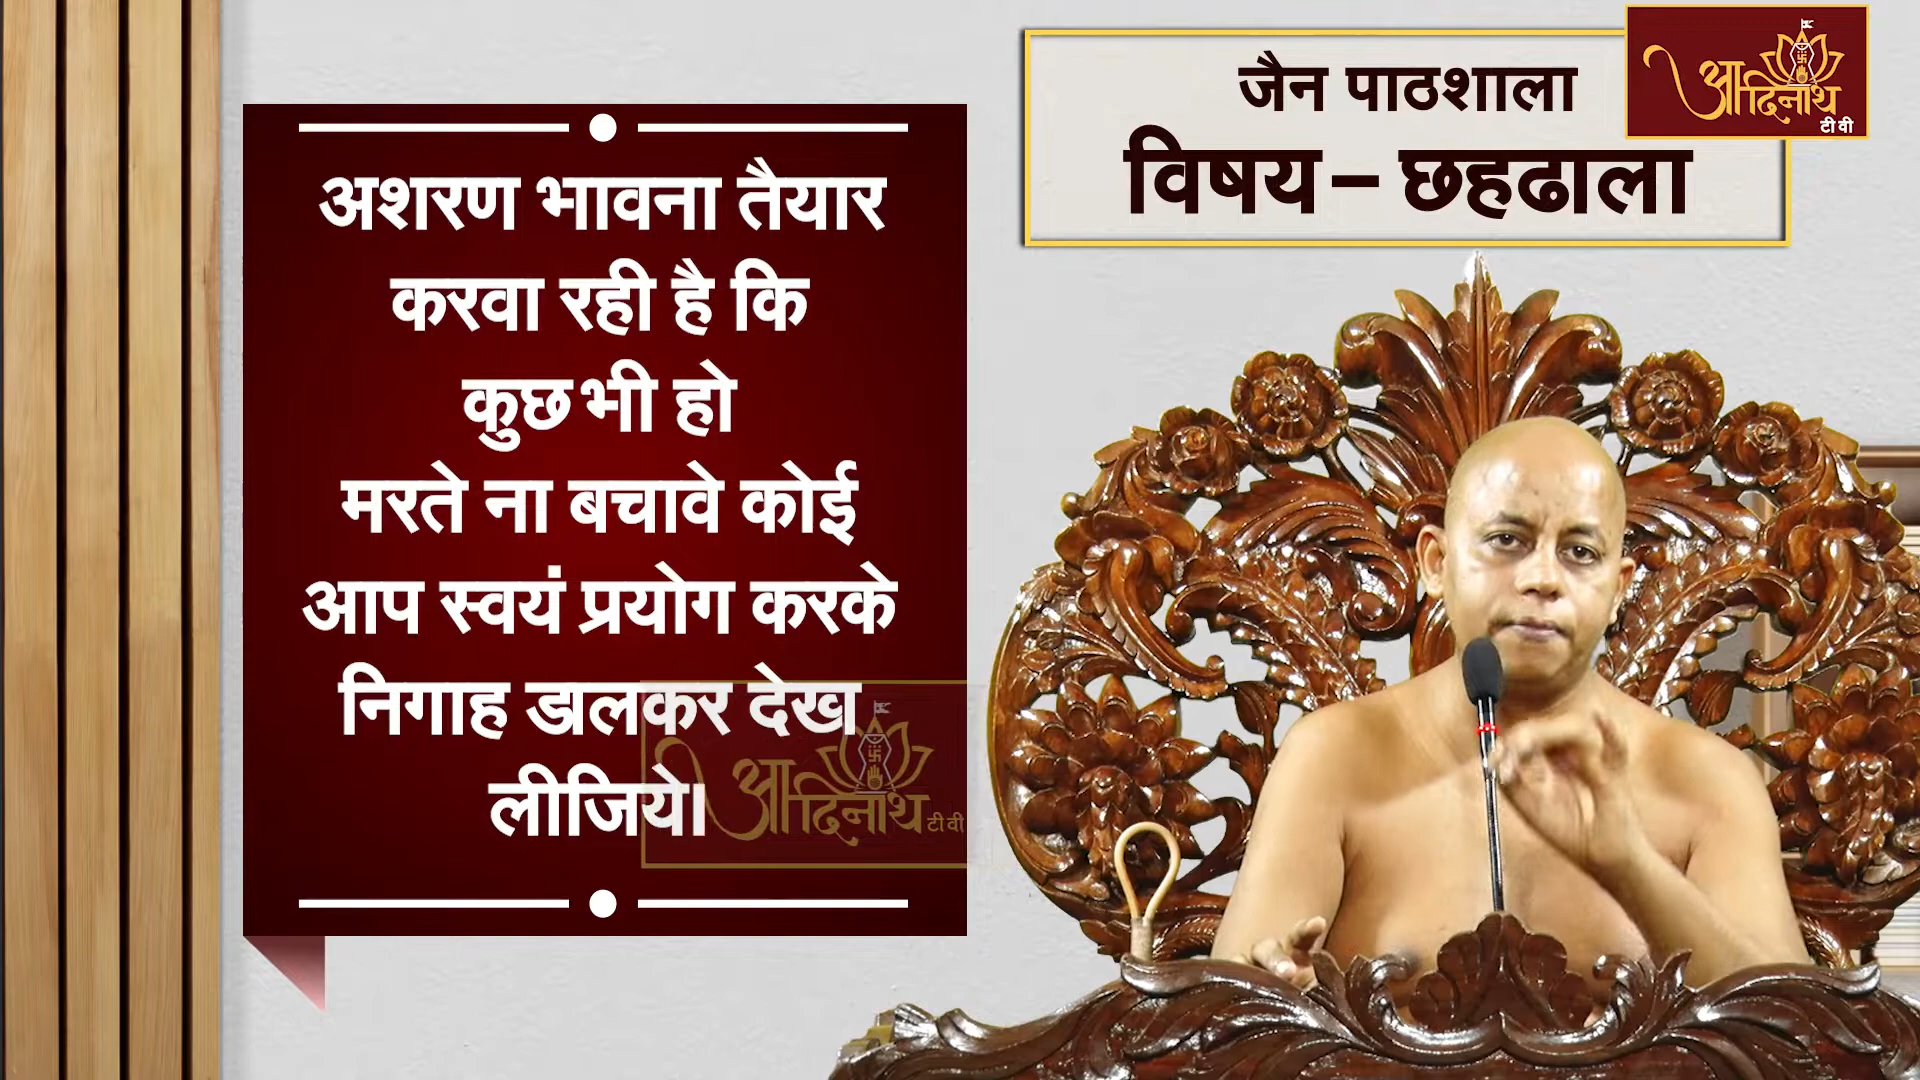 जैन पाठशाला
विषय – छहढाला
आदिनाथ
टी वी
अशरण भावना तैयार
करवा रही है कि
कुछ भी हो
मरते ना बचावे कोई
आप स्वयं प्रयोग करके
निगाह डालकर देख
लीजिये।
आदिनाथ टी वी